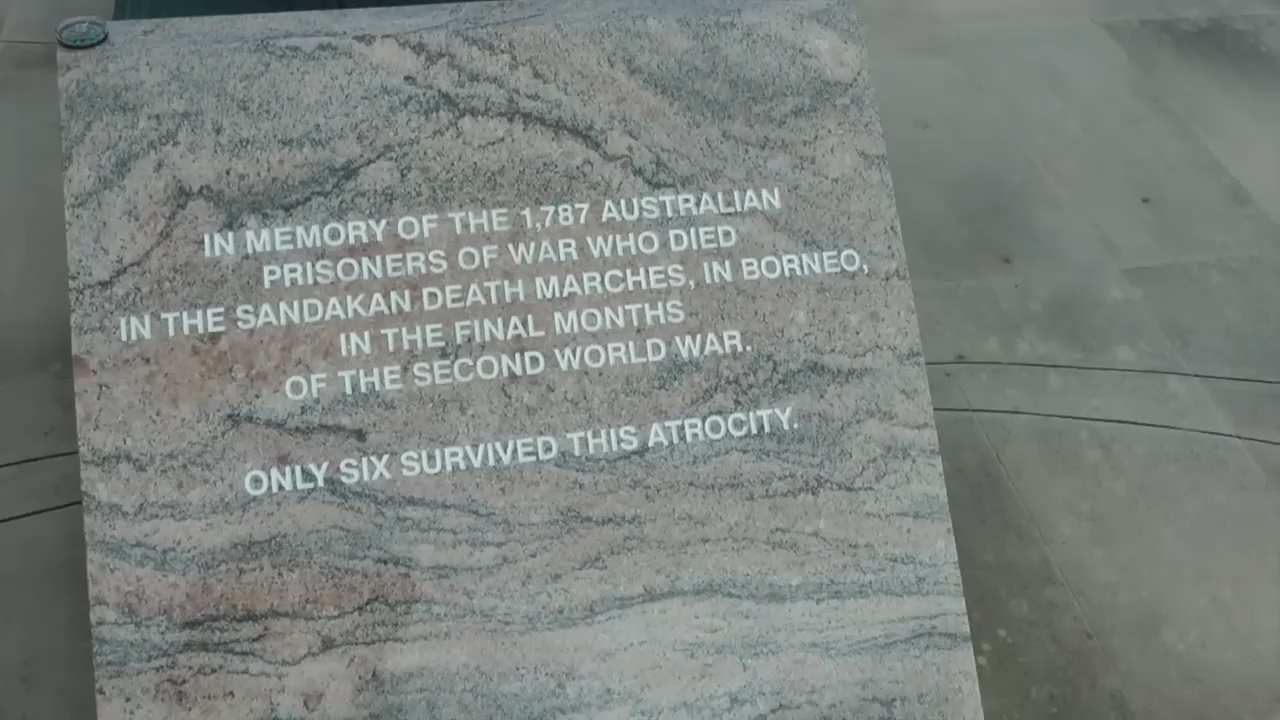 IN MEMORY OF THE 1,787 AUSTRALIAN
PRISONERS OF WAR WHO DIED
IN THE SANDAKAN DEATH MARCHES, IN BORNEO,
IN THE FINAL MONTHS
OF THE SECOND WORLD WAR.
ONLY SIX SURVIVED THIS ATROCITY.